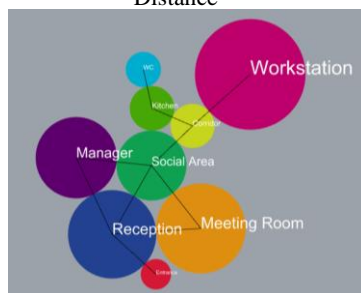 Distance
WC
Workstation
Kitchen
Corridor
Manager
Social Area
Reception
Meeting Room
Entrance